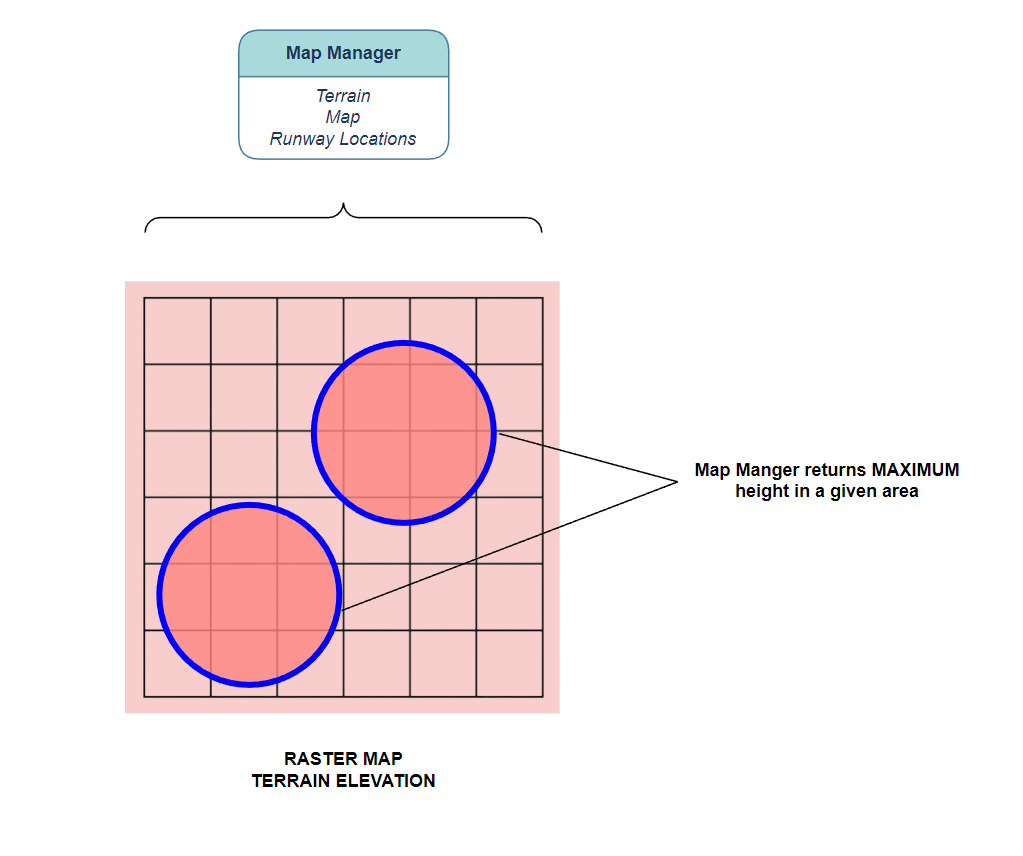 Map Manager
Terrain
Map
Runway Locations
Map Manger returns MAXIMUM
height in a given area
RASTER MAP
TERRAIN ELEVATION